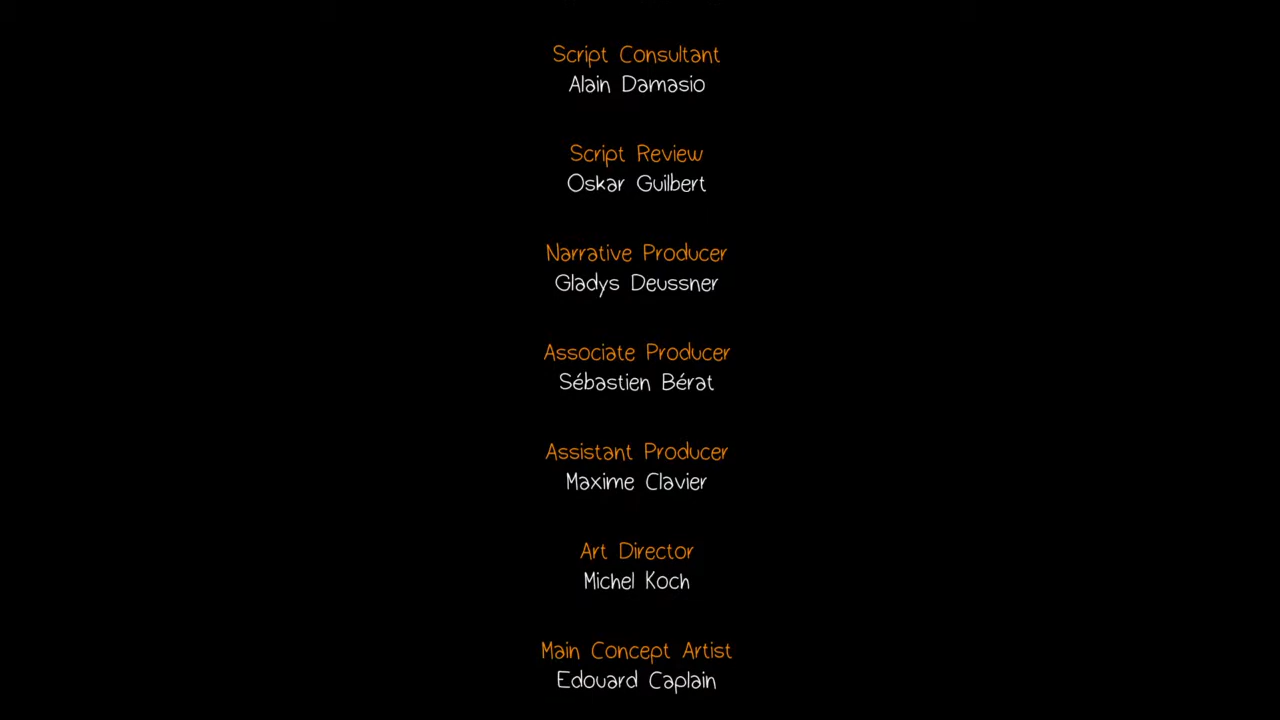 Script Consultant
Alain Damasio
Script Review
Oskar Guilbert
Narrative Producer
Gladys Deussner
Associate Producer
Sébastien Bérat
Assistant Producer
Maxime Clavier
Art Director
Michel Koch
Main Concept Artist
Edouard Caplain